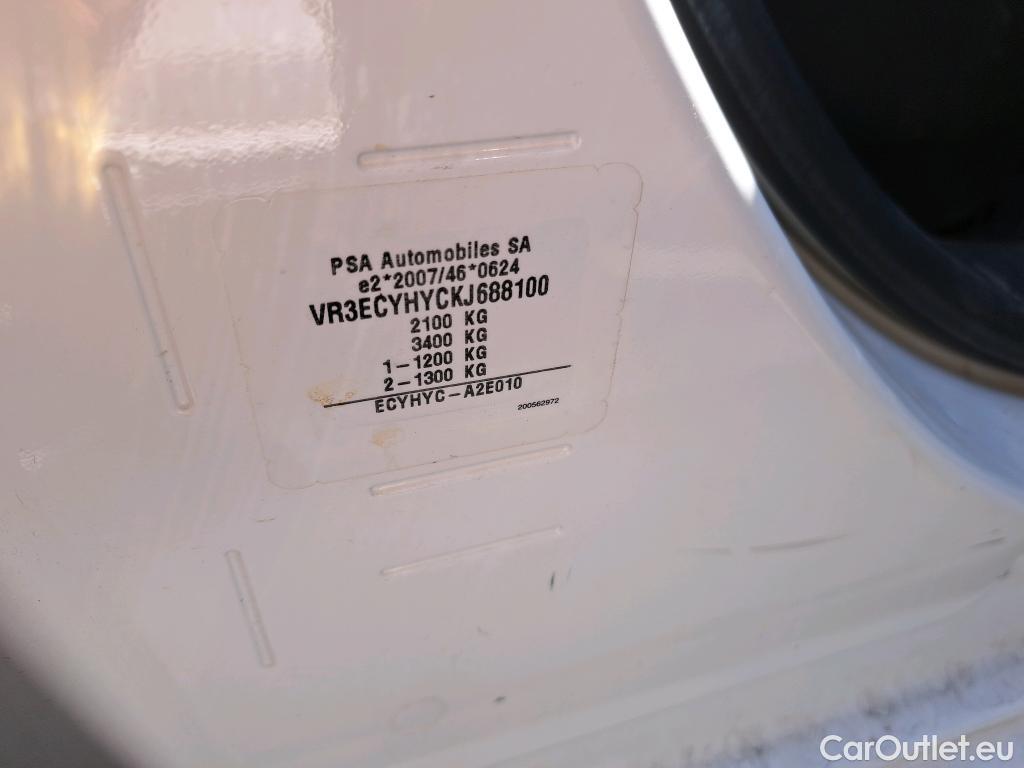 PSA Automobiles SA
e2*2007/46*0624
VR3ECYHYCKJ688100
2100 KG
3400 KG
1-1200 KG
2-1300 KG
ECYHYC-A2E010
200562972
CarOutlet.eu